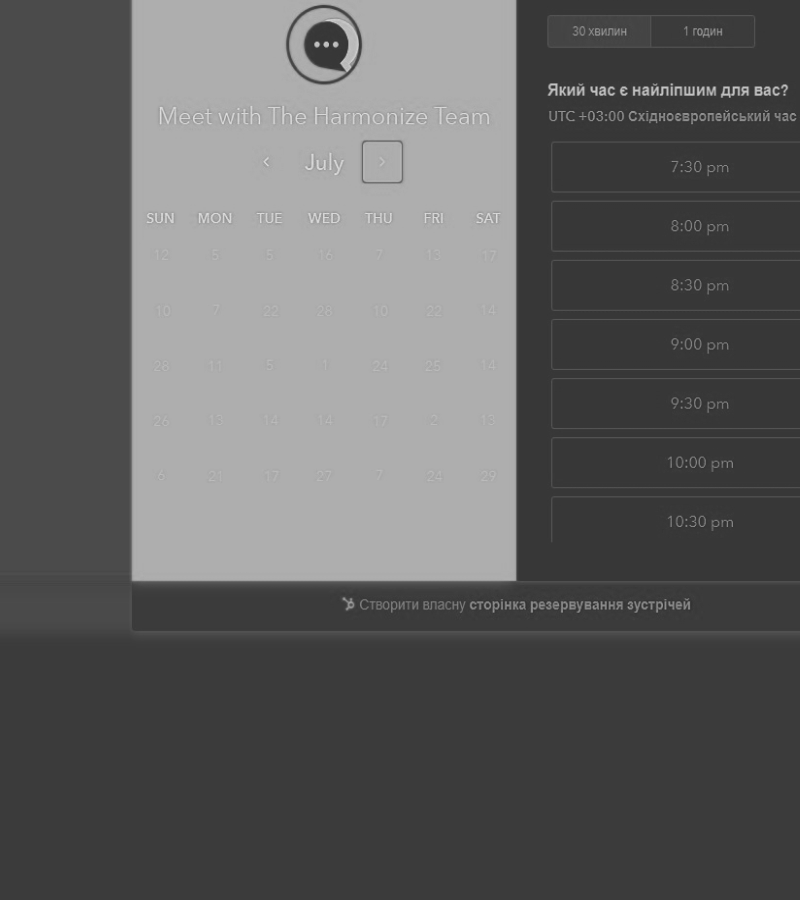 Meet with The Harmonize Team
July
SUN MON TUE WED THU FRI SAT
12 5 5 16 7 13 17
10 7 22 28 10 22 14
28 11 5 1 24 25 14
26 13 14 14 17 2 13
6 21 17 27 7 24 29
30 хвилин 1 годин
Який час є найліпшим для вас?
UTC +03:00 Східноєвропейський час
7:30 pm
8:00 pm
8:30 pm
9:00 pm
9:30 pm
10:00 pm
10:30 pm
Створити власну сторінка резервування зустрічей